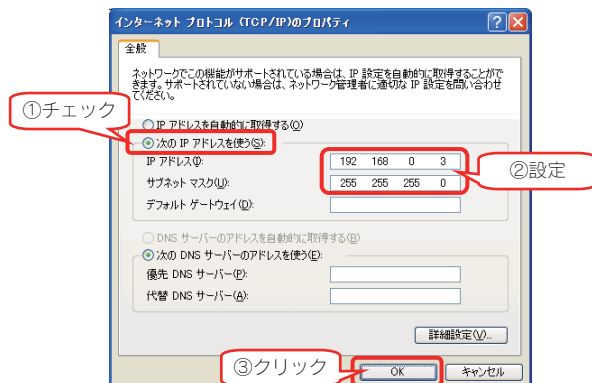 インターネット プロトコル (TCP/IP)のプロパティ
全般
ネットワークでこの機能がサポートされている場合は、IP 設定を自動的に取得することがで
きます。サポートされていない場合は、ネットワーク管理者に適切な IP 設定を問い合わせ
てください。
①チェック
IP アドレスを自動的に取得する(O)
次の IP アドレスを使う(S):
IP アドレス(I): 192 168 0 3
②設定
サブネット マスク(U): 255 255 255 0
デフォルト ゲートウェイ(D):
DNS サーバーのアドレスを自動的に取得する(B)
次の DNS サーバーのアドレスを使う(E):
優先 DNS サーバー(P):
代替 DNS サーバー(A):
詳細設定(V)...
③クリック
OK キャンセル